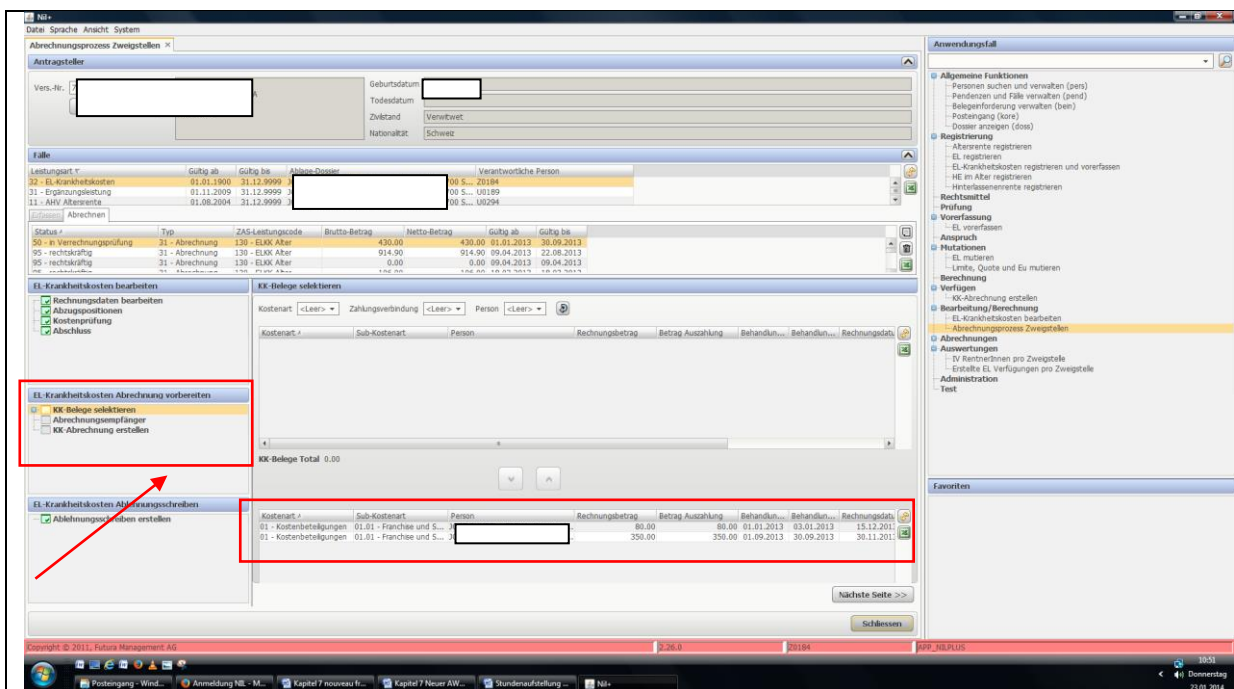 Nil+
Datei Sprache Ansicht System
Abrechnungsprozess Zweigstellen ×
Antragsteller
Vers.-Nr. 7
A
Geburtsdatum
Todesdatum
Zivilstand Verwitwet
Nationalität Schweiz
Fälle
Leistungsart Gültig ab Gültig bis Ablage-Dossier Verantwortliche Person
32 - EL-Krankheitskosten 01.01.1900 31.12.9999 700 S... Z0184
31 - Ergänzungsleistung 01.11.2009 31.12.9999 700 S... U0189
11 - AHV Altersrente 01.08.2004 31.12.9999 700 S... U0294
Erfassen Abrechnen
Status Typ ZAS-Leistungscode Brutto-Betrag Netto-Betrag Gültig ab Gültig bis
50 - in Verrechnungsprüfung 31 - Abrechnung 130 - ELKK Alter 430.00 430.00 01.01.2013 30.09.2013
95 - rechtskräftig 31 - Abrechnung 130 - ELKK Alter 914.90 914.90 09.04.2013 22.08.2013
95 - rechtskräftig 31 - Abrechnung 130 - ELKK Alter 0.00 0.00 09.04.2013 09.04.2013
EL-Krankheitskosten bearbeiten
Rechnungsdaten bearbeiten
Abzugspositionen
Kostenprüfung
Abschluss
EL-Krankheitskosten Abrechnung vorbereiten
KK-Belege selektieren
Abrechnungsempfänger
KK-Abrechnung erstellen
EL-Krankheitskosten Ablehnungsschreiben
Ablehnungsschreiben erstellen
KK-Belege selektieren
Kostenart <Leer> Zahlungsverbindung <Leer> Person <Leer>
Kostenart Sub-Kostenart Person Rechnungsbetrag Betrag Auszahlung Behandlun... Behandlun... Rechnungsdatu
KK-Belege Total 0.00
Kostenart Sub-Kostenart Person Rechnungsbetrag Betrag Auszahlung Behandlun... Behandlun... Rechnungsdatu
01 - Kostenbeteiligungen 01.01 - Franchise und S... 80.00 80.00 01.01.2013 03.01.2013 15.12.201
01 - Kostenbeteiligungen 01.01 - Franchise und S... 350.00 350.00 01.09.2013 30.09.2013 30.11.201
Nächste Seite >>
Schliessen
Anwendungsfall
Allgemeine Funktionen
Personen suchen und verwalten (pers)
Pendenzen und Fälle verwalten (pend)
Belegeinforderung verwalten (bein)
Posteingang (kore)
Dossier anzeigen (doss)
Registrierung
Altersrente registrieren
EL registrieren
EL-Krankheitskosten registrieren und vorerfassen
HE im Alter registrieren
Hinterlassenenrente registrieren
Rechtsmittel
Prüfung
Vorerfassung
EL vorerfassen
Anspruch
Mutationen
EL mutieren
Limite, Quote und Eu mutieren
Berechnung
Verfügen
KK-Abrechnung erstellen
Bearbeitung/Berechnung
EL-Krankheitskosten bearbeiten
Abrechnungsprozess Zweigstellen
Abrechnungen
Auswertungen
IV RentnerInnen pro Zweigstelle
Erstellte EL Verfügungen pro Zweigstelle
Administration
Test
Favoriten
Copyright © 2011, Futura Management AG 2.26.0 Z0184 APP_NILPLUS
Posteingang - Wind... Anmeldung NIL - M... Kapitel 7 nouveau fr... Kapitel 7 Neuer AW... Stundenaufstellung ... Nil+
10:51
Donnerstag
23.01.2014